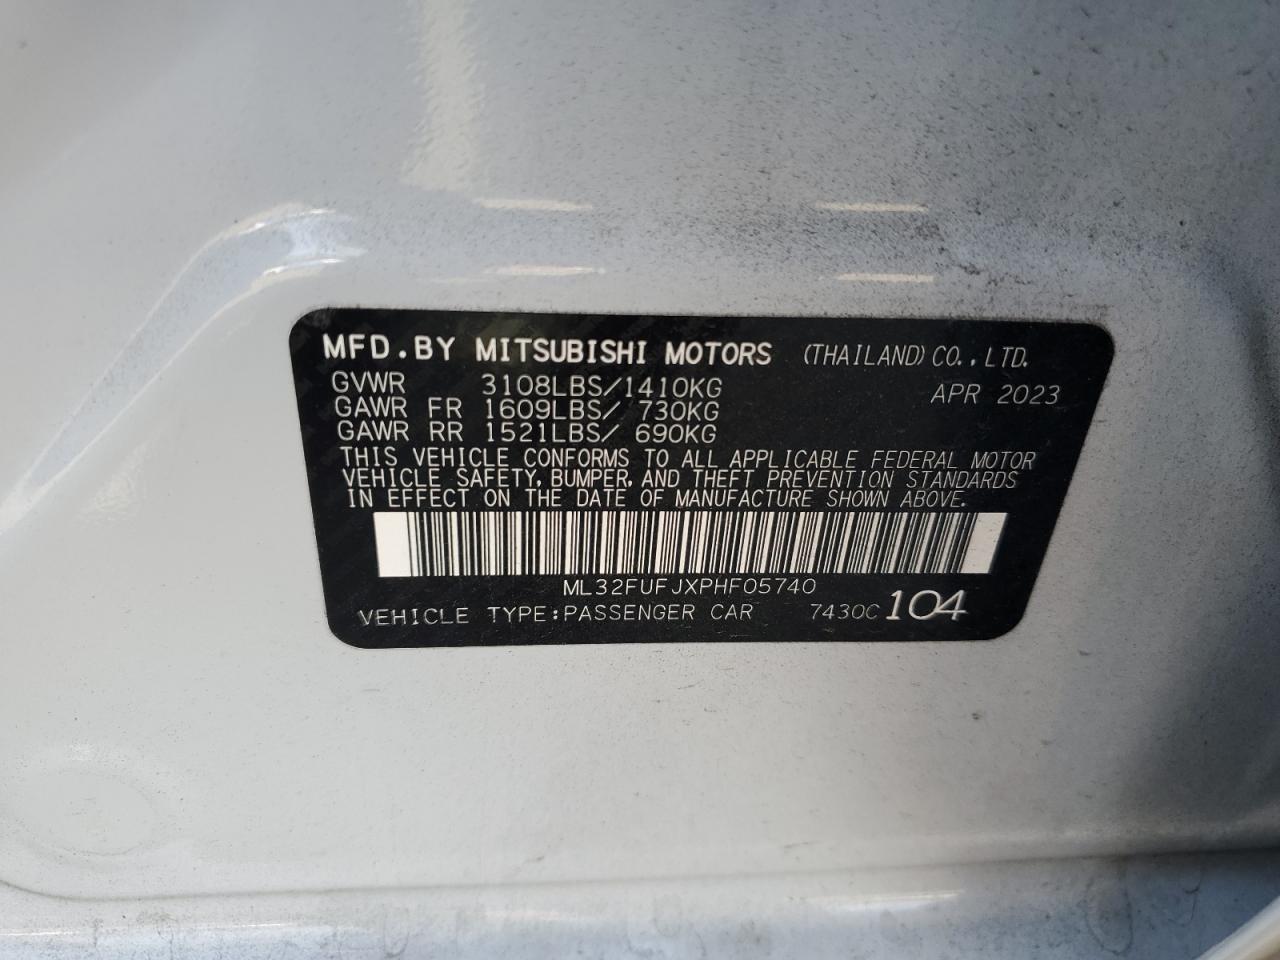 MFD.BY MITSUBISHI MOTORS (THAILAND) CO., LTD.
GVWR 3108LBS/1410KG APR 2023
GAWR FR 1609LBS/ 730KG
GAWR RR 1521LBS/ 690KG
THIS VEHICLE CONFORMS TO ALL APPLICABLE FEDERAL MOTOR
VEHICLE SAFETY, BUMPER, AND THEFT PREVENTION STANDARDS
IN EFFECT ON THE DATE OF MANUFACTURE SHOWN ABOVE.
ML32FUFJXPHF05740
VEHICLE TYPE:PASSENGER CAR 7430C 104